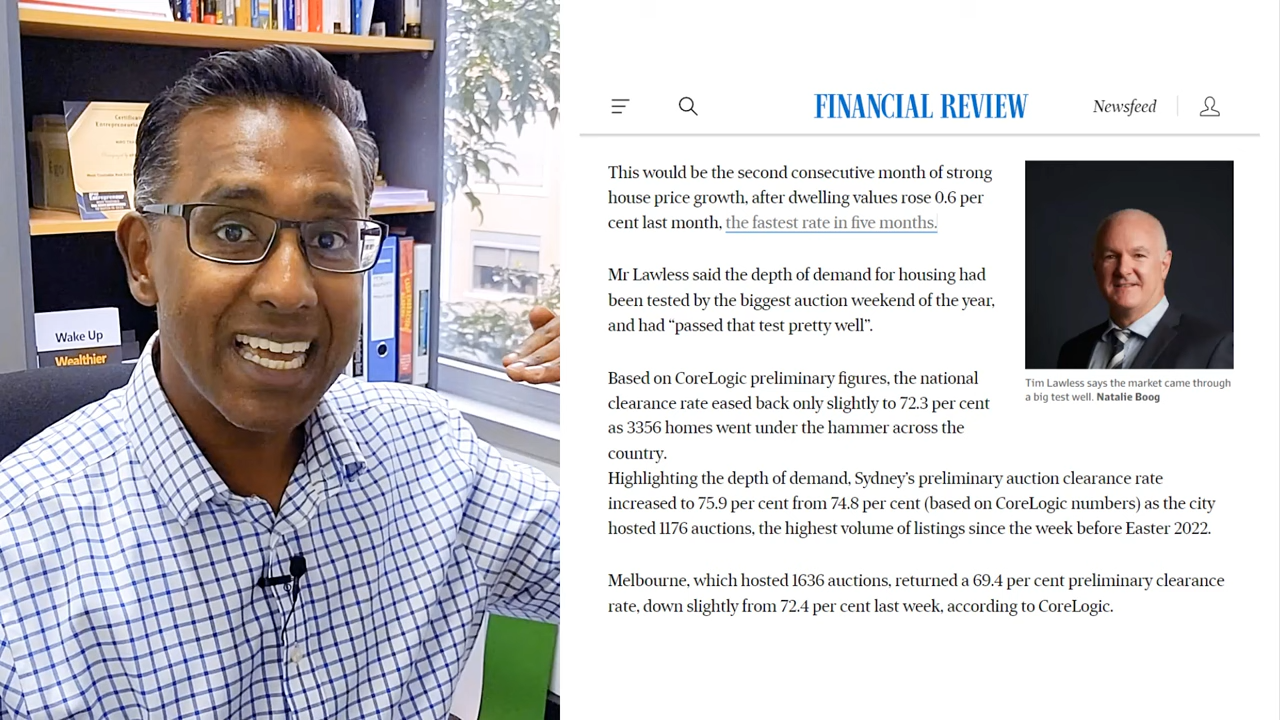 Wake Up
Wealthier
FINANCIAL REVIEW
Newsfeed
This would be the second consecutive month of strong
house price growth, after dwelling values rose 0.6 per
cent last month, the fastest rate in five months.
Mr Lawless said the depth of demand for housing had
been tested by the biggest auction weekend of the year,
and had “passed that test pretty well”.
Tim Lawless says the market came through
a big test well. Natalie Boog
Based on CoreLogic preliminary figures, the national
clearance rate eased back only slightly to 72.3 per cent
as 3356 homes went under the hammer across the
country.
Highlighting the depth of demand, Sydney’s preliminary auction clearance rate
increased to 75.9 per cent from 74.8 per cent (based on CoreLogic numbers) as the city
hosted 1176 auctions, the highest volume of listings since the week before Easter 2022.
Melbourne, which hosted 1636 auctions, returned a 69.4 per cent preliminary clearance
rate, down slightly from 72.4 per cent last week, according to CoreLogic.